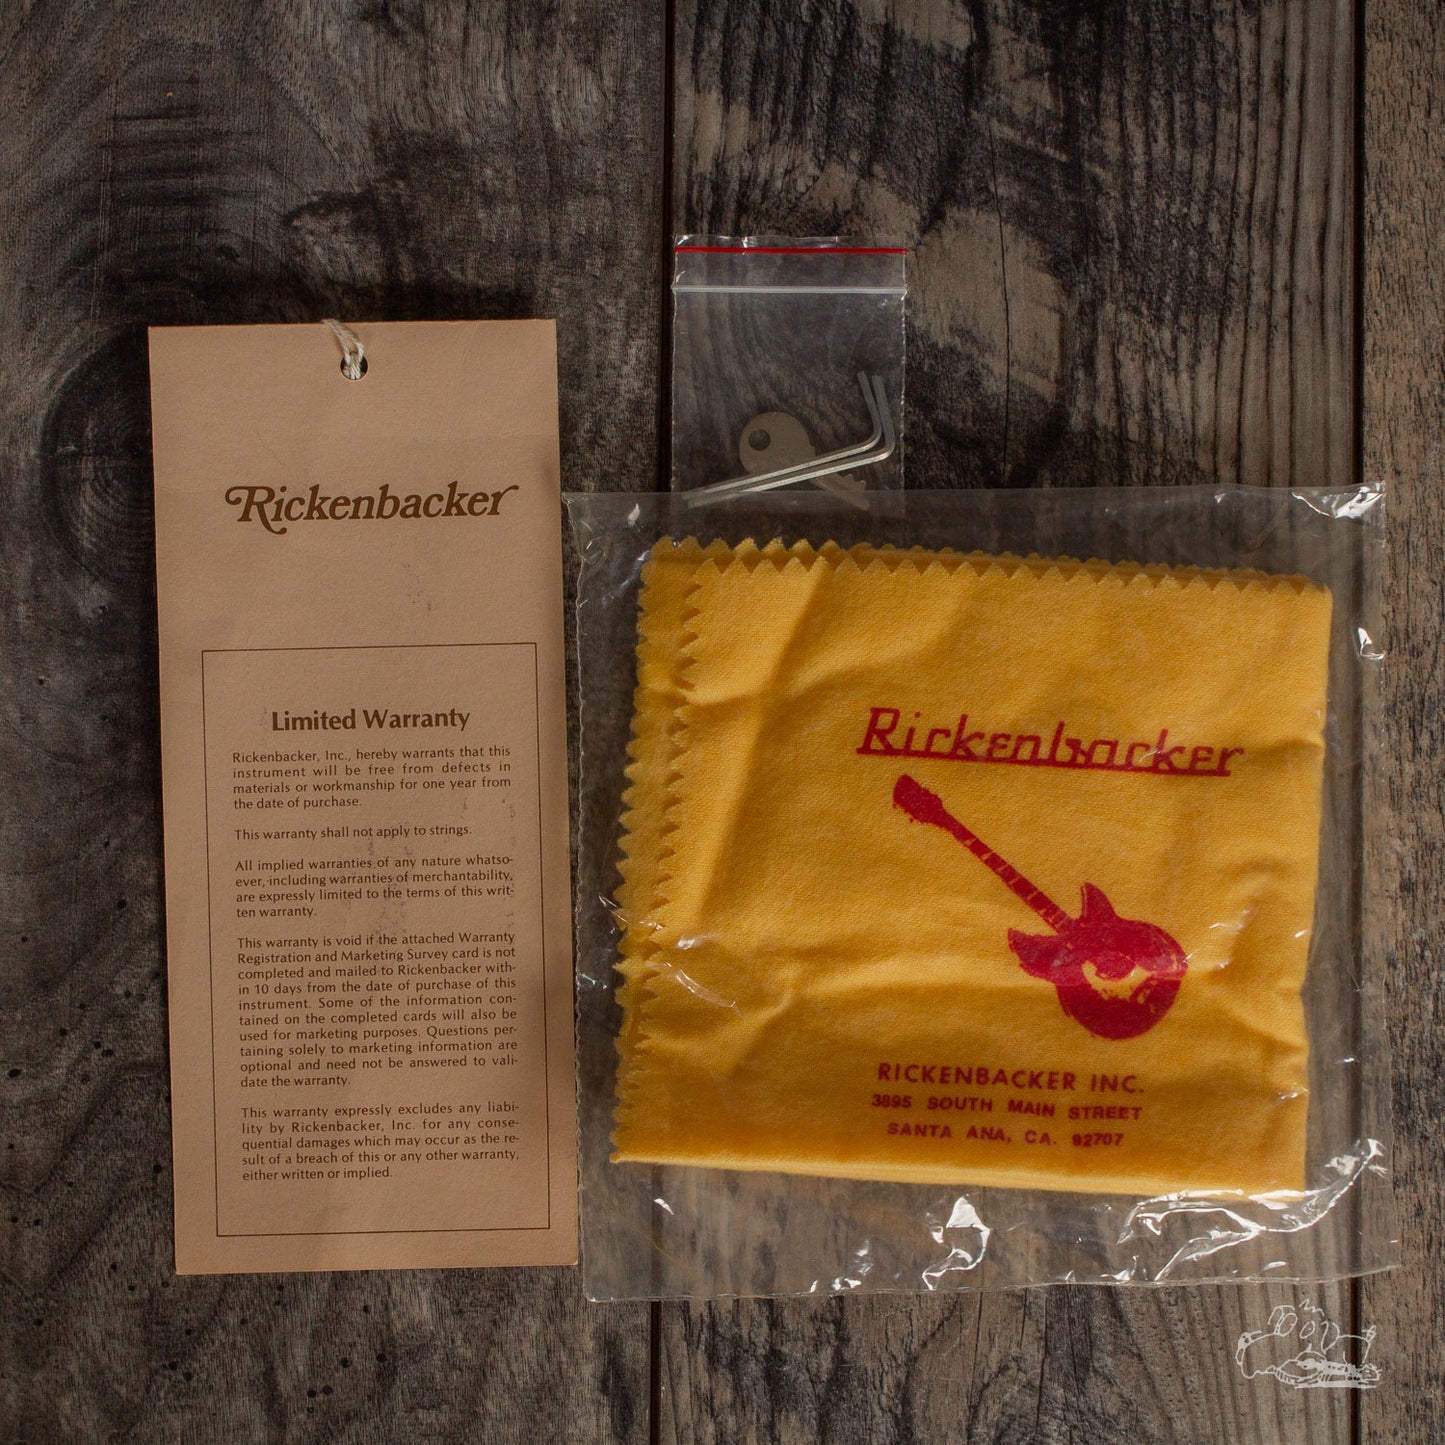 Rickenbacker
Limited Warranty
Rickenbacker, Inc., hereby warrants that this
instrument will be free from defects in
materials or workmanship for one year from
the date of purchase.
This warranty shall not apply to strings.
All implied warranties of any nature whatso-
ever, including warranties of merchantability,
are expressly limited to the terms of this writ-
ten warranty.
This warranty is void if the attached Warranty
Registration and Marketing Survey card is not
completed and mailed to Rickenbacker with-
in 10 days from the date of purchase of this
instrument. Some of the information con-
tained on the completed cards will also be
used for marketing purposes. Questions per-
taining solely to marketing information are
optional and need not be answered to vali-
date the warranty.
This warranty expressly excludes any liabi-
lity by Rickenbacker, Inc. for any conse-
quential damages which may occur as the re-
sult of a breach of this or any other warranty,
either written or implied.
Rickenbacker
RICKENBACKER INC.
3895 SOUTH MAIN STREET
SANTA ANA, CA. 92707